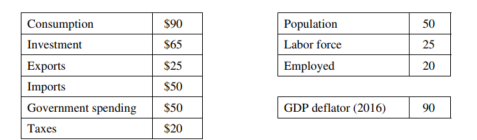 Consumption $90
Investment $65
Exports $25
Imports $50
Government spending $50
Taxes $20
Population 50
Labor force 25
Employed 20
GDP deflator (2016) 90